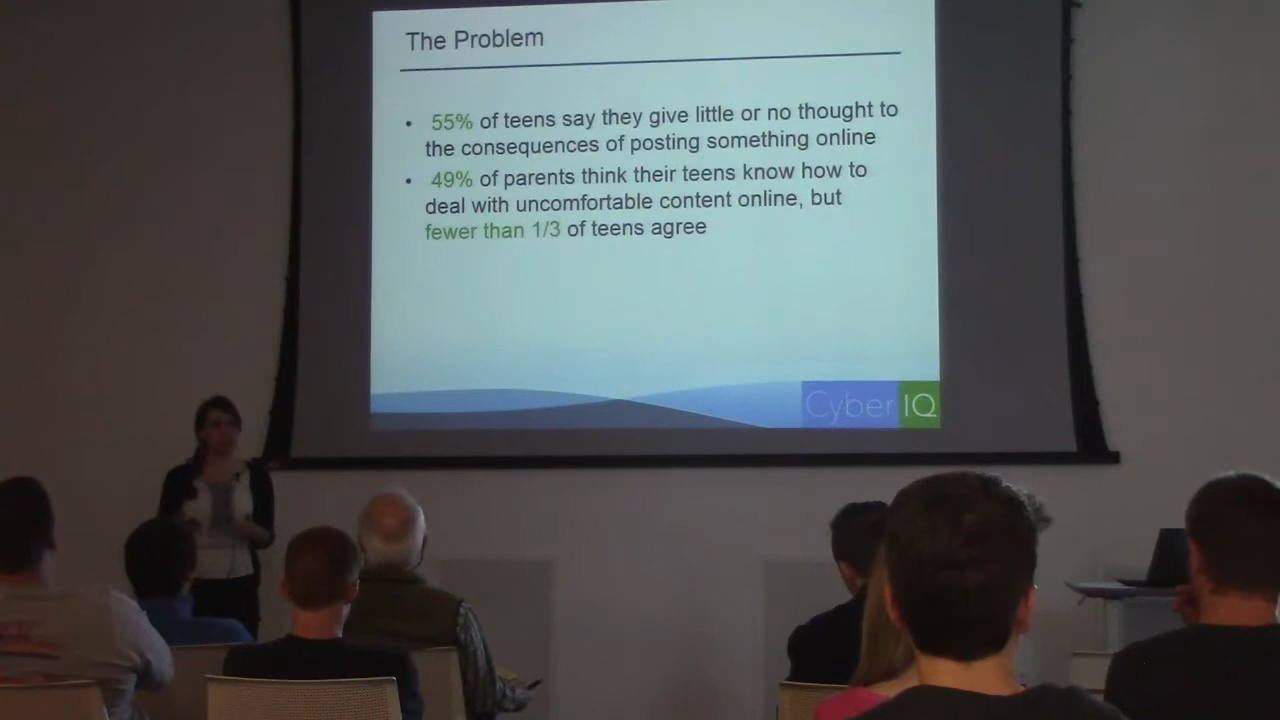 The Problem
• 55% of teens say they give little or no thought to
the consequences of posting something online
• 49% of parents think their teens know how to
deal with uncomfortable content online, but
fewer than 1/3 of teens agree
Cyber IQ